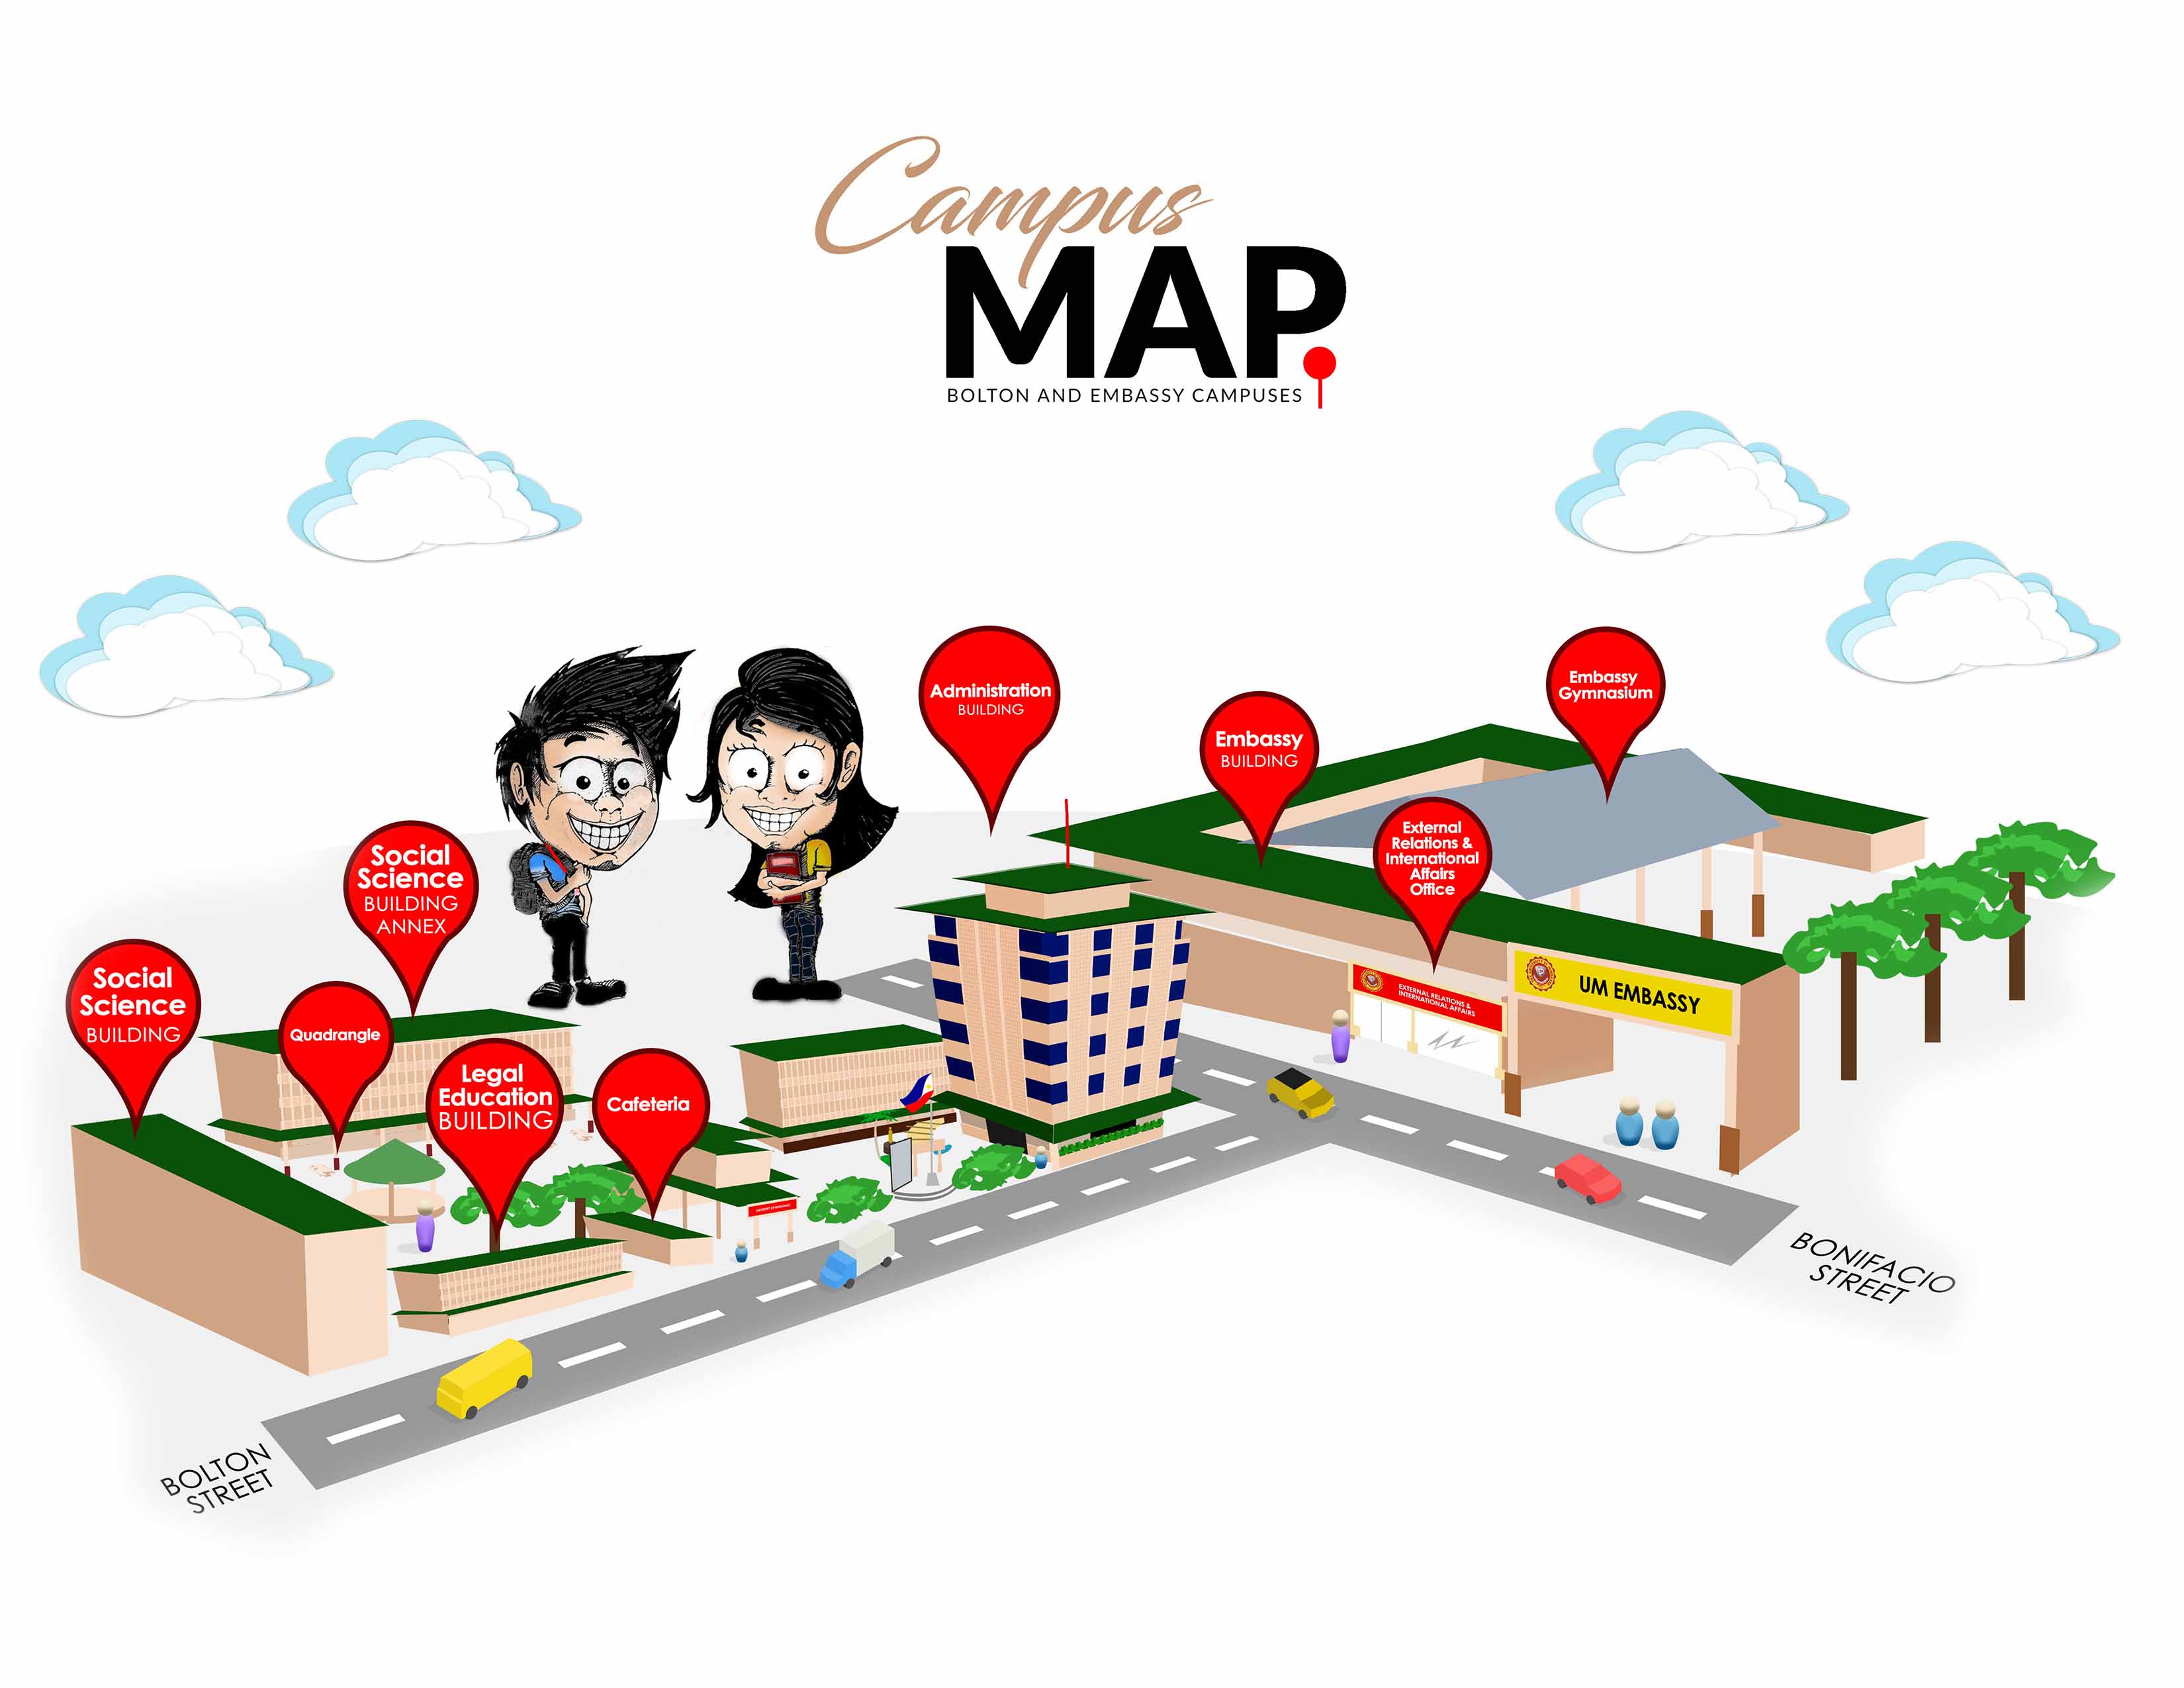 Campus
MAP
BOLTON AND EMBASSY CAMPUSES
Administration
BUILDING
Embassy
Gymnasium
Embassy
BUILDING
External
Relations &
International
Affairs
Office
Social
Science
BUILDING
ANNEX
Social
Science
BUILDING
Quadrangle
Legal
Education
BUILDING
Cafeteria
EXTERNAL RELATIONS &
INTERNATIONAL AFFAIRS
UM EMBASSY
BONIFACIO
STREET
BOLTON
STREET